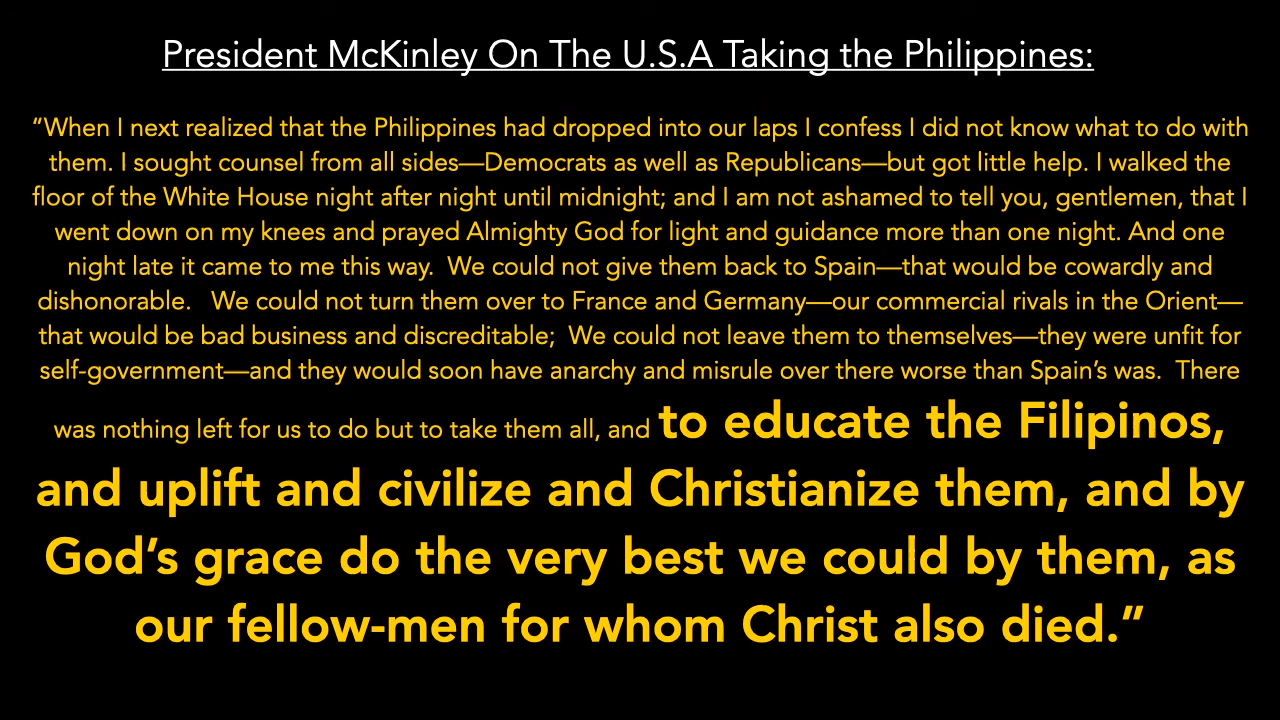 President McKinley On The U.S.A Taking the Philippines:
“When I next realized that the Philippines had dropped into our laps I confess I did not know what to do with
them. I sought counsel from all sides—Democrats as well as Republicans—but got little help. I walked the
floor of the White House night after night until midnight; and I am not ashamed to tell you, gentlemen, that I
went down on my knees and prayed Almighty God for light and guidance more than one night. And one
night late it came to me this way.  We could not give them back to Spain—that would be cowardly and
dishonorable.   We could not turn them over to France and Germany—our commercial rivals in the Orient—
that would be bad business and discreditable;  We could not leave them to themselves—they were unfit for
self-government—and they would soon have anarchy and misrule over there worse than Spain’s was.  There
was nothing left for us to do but to take them all, and to educate the Filipinos,
and uplift and civilize and Christianize them, and by
God’s grace do the very best we could by them, as
our fellow-men for whom Christ also died.”